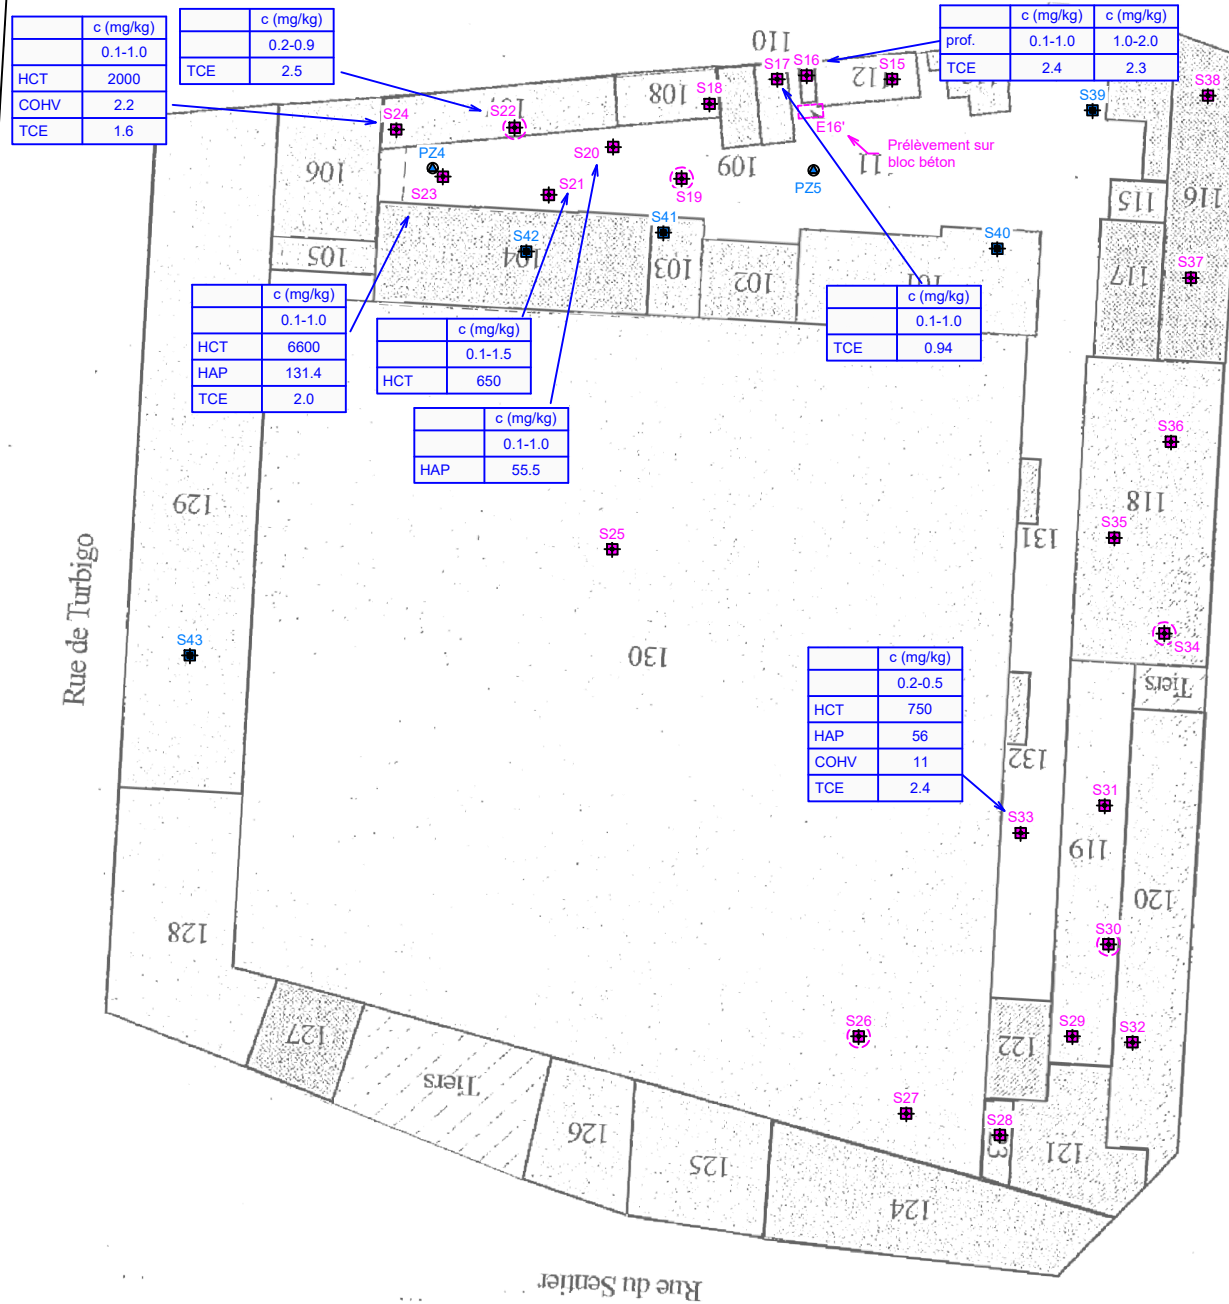 c (mg/kg)
0.1-1.0
HCT 2000
COHV 2.2
TCE 1.6
c (mg/kg)
0.2-0.9
TCE 2.5
c (mg/kg) c (mg/kg)
prof. 0.1-1.0 1.0-2.0
TCE 2.4 2.3
110
S17
S16
S15
112
S38
S39
S18
108
S22
107
S24
E16'
Prélèvement sur
bloc béton
PZ4
S20
S19
109
PZ5
111
106
S23
S21
115
116
S41
S42
104
103
102
S40
101
105
117
S37
c (mg/kg)
0.1-1.0
HCT 6600
HAP 131.4
TCE 2.0
c (mg/kg)
0.1-1.5
HCT 650
c (mg/kg)
0.1-1.0
TCE 0.94
c (mg/kg)
0.1-1.0
HAP 55.5
S36
129
118
S25
S35
131
Rue de Turbigo
S43
130
S34
Tiers
c (mg/kg)
0.2-0.5
HCT 750
HAP 56
COHV 11
TCE 2.4
132
S31
S33
119
120
128
S30
S26
S29
S32
127
122
Tiers
S27
S28
126
125
121
124
Rue du Sentier